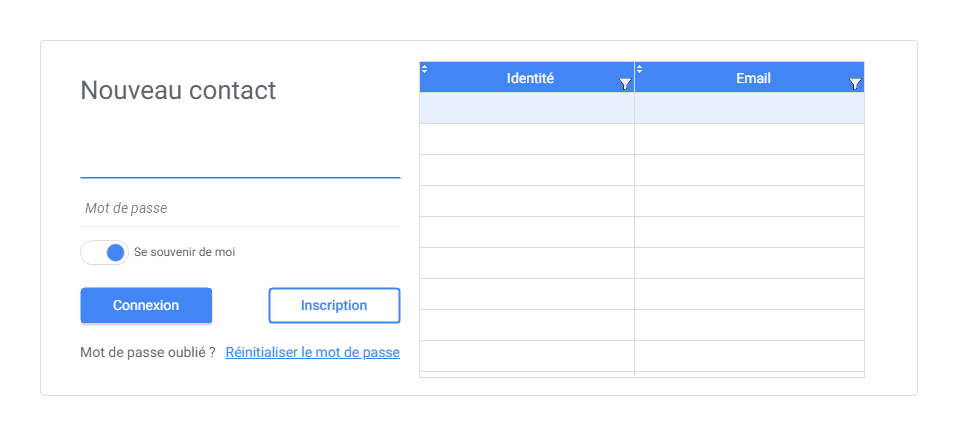 Nouveau contact
Mot de passe
Se souvenir de moi
Connexion
Inscription
Mot de passe oublié ? Réinitialiser le mot de passe
Identité
Email